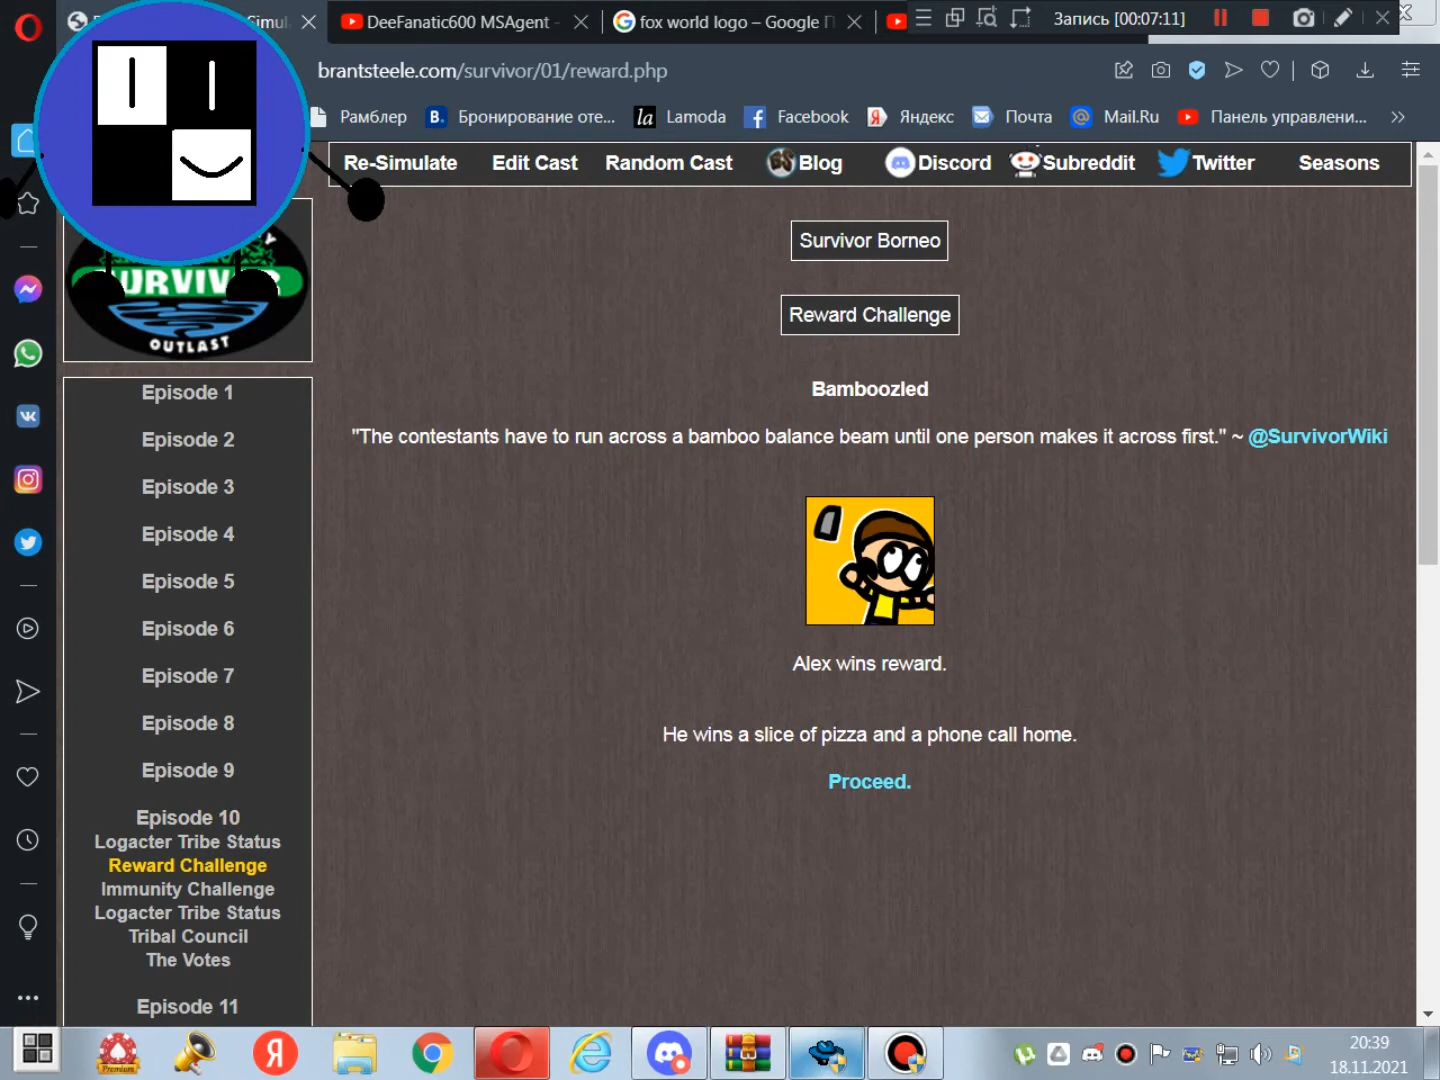 Simul
DeeFanatic600 MSAgent -
fox world logo – Google
Запись [00:07:11]
brantsteele.com/survivor/01/reward.php
Рамблер
B.
Бронирование оте...
la
Lamoda
Facebook
Я
Яндекс
Почта
@
Mail.Ru
Панель управлени...
Re-Simulate
Edit Cast
Random Cast
Blog
Discord
Subreddit
Twitter
Seasons
OUTLAST
Survivor Borneo
Reward Challenge
Bamboozled
"The contestants have to run across a bamboo balance beam until one person makes it across first." ~ @SurvivorWiki
Alex wins reward.
He wins a slice of pizza and a phone call home.
Proceed.
Episode 1
Episode 2
Episode 3
Episode 4
Episode 5
Episode 6
Episode 7
Episode 8
Episode 9
Episode 10
Logacter Tribe Status
Reward Challenge
Immunity Challenge
Logacter Tribe Status
Tribal Council
The Votes
Episode 11
Premium
Я
20:39
18.11.2021